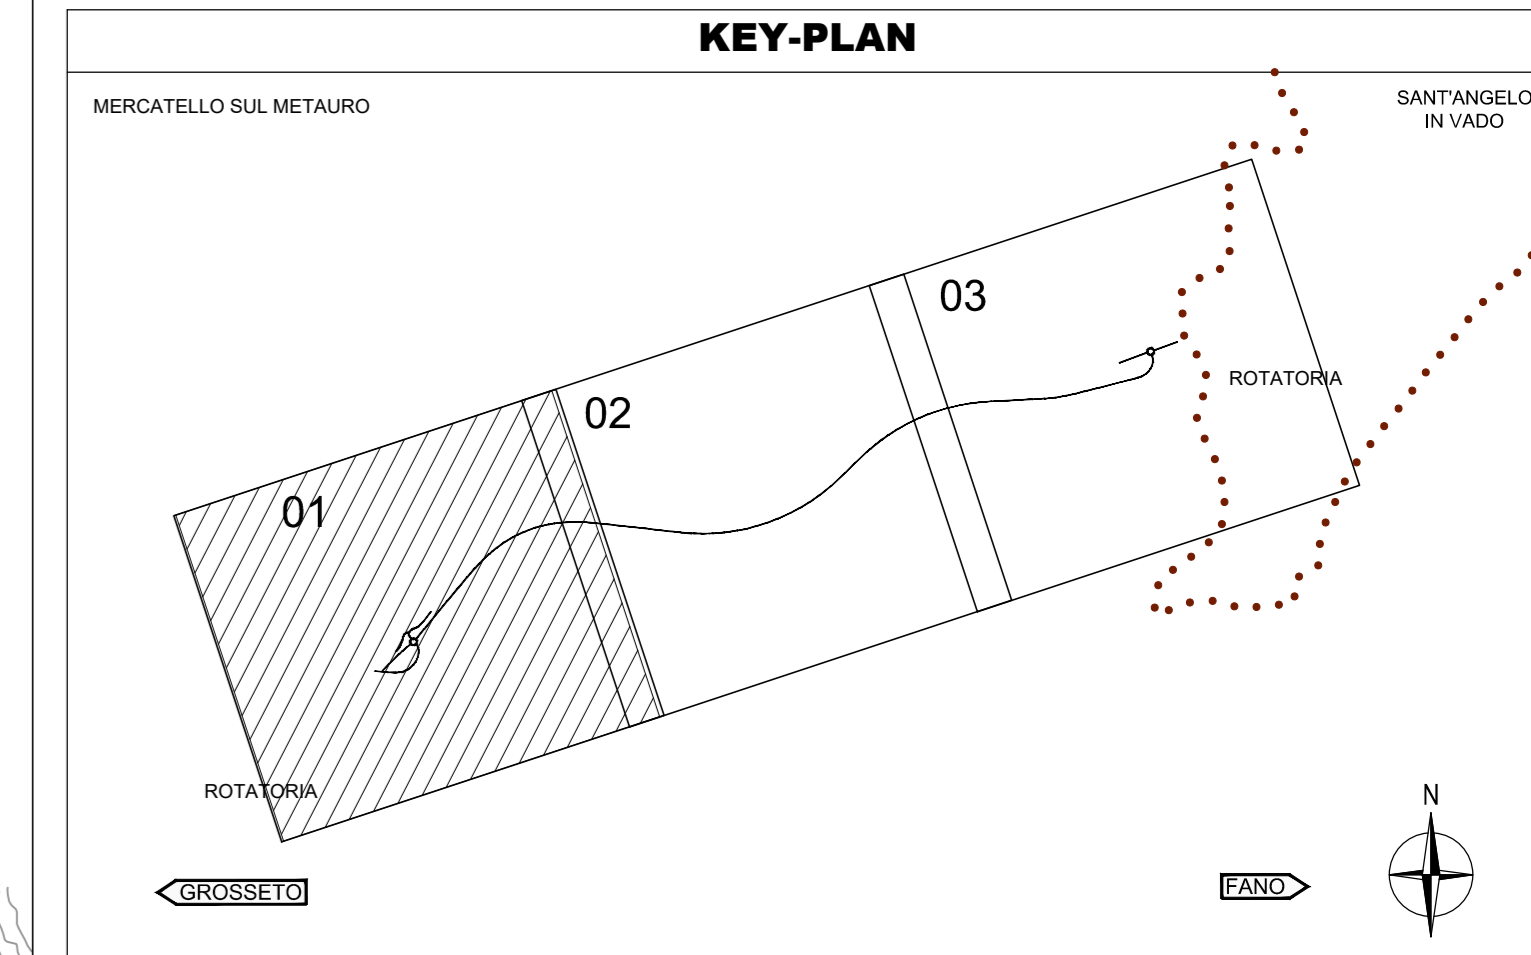 KEY-PLAN
MERCATELLO SUL METAURO
SANT'ANGELO
IN VADO
03
ROTATORIA
02
01
ROTATORIA
N
GROSSETO
FANO